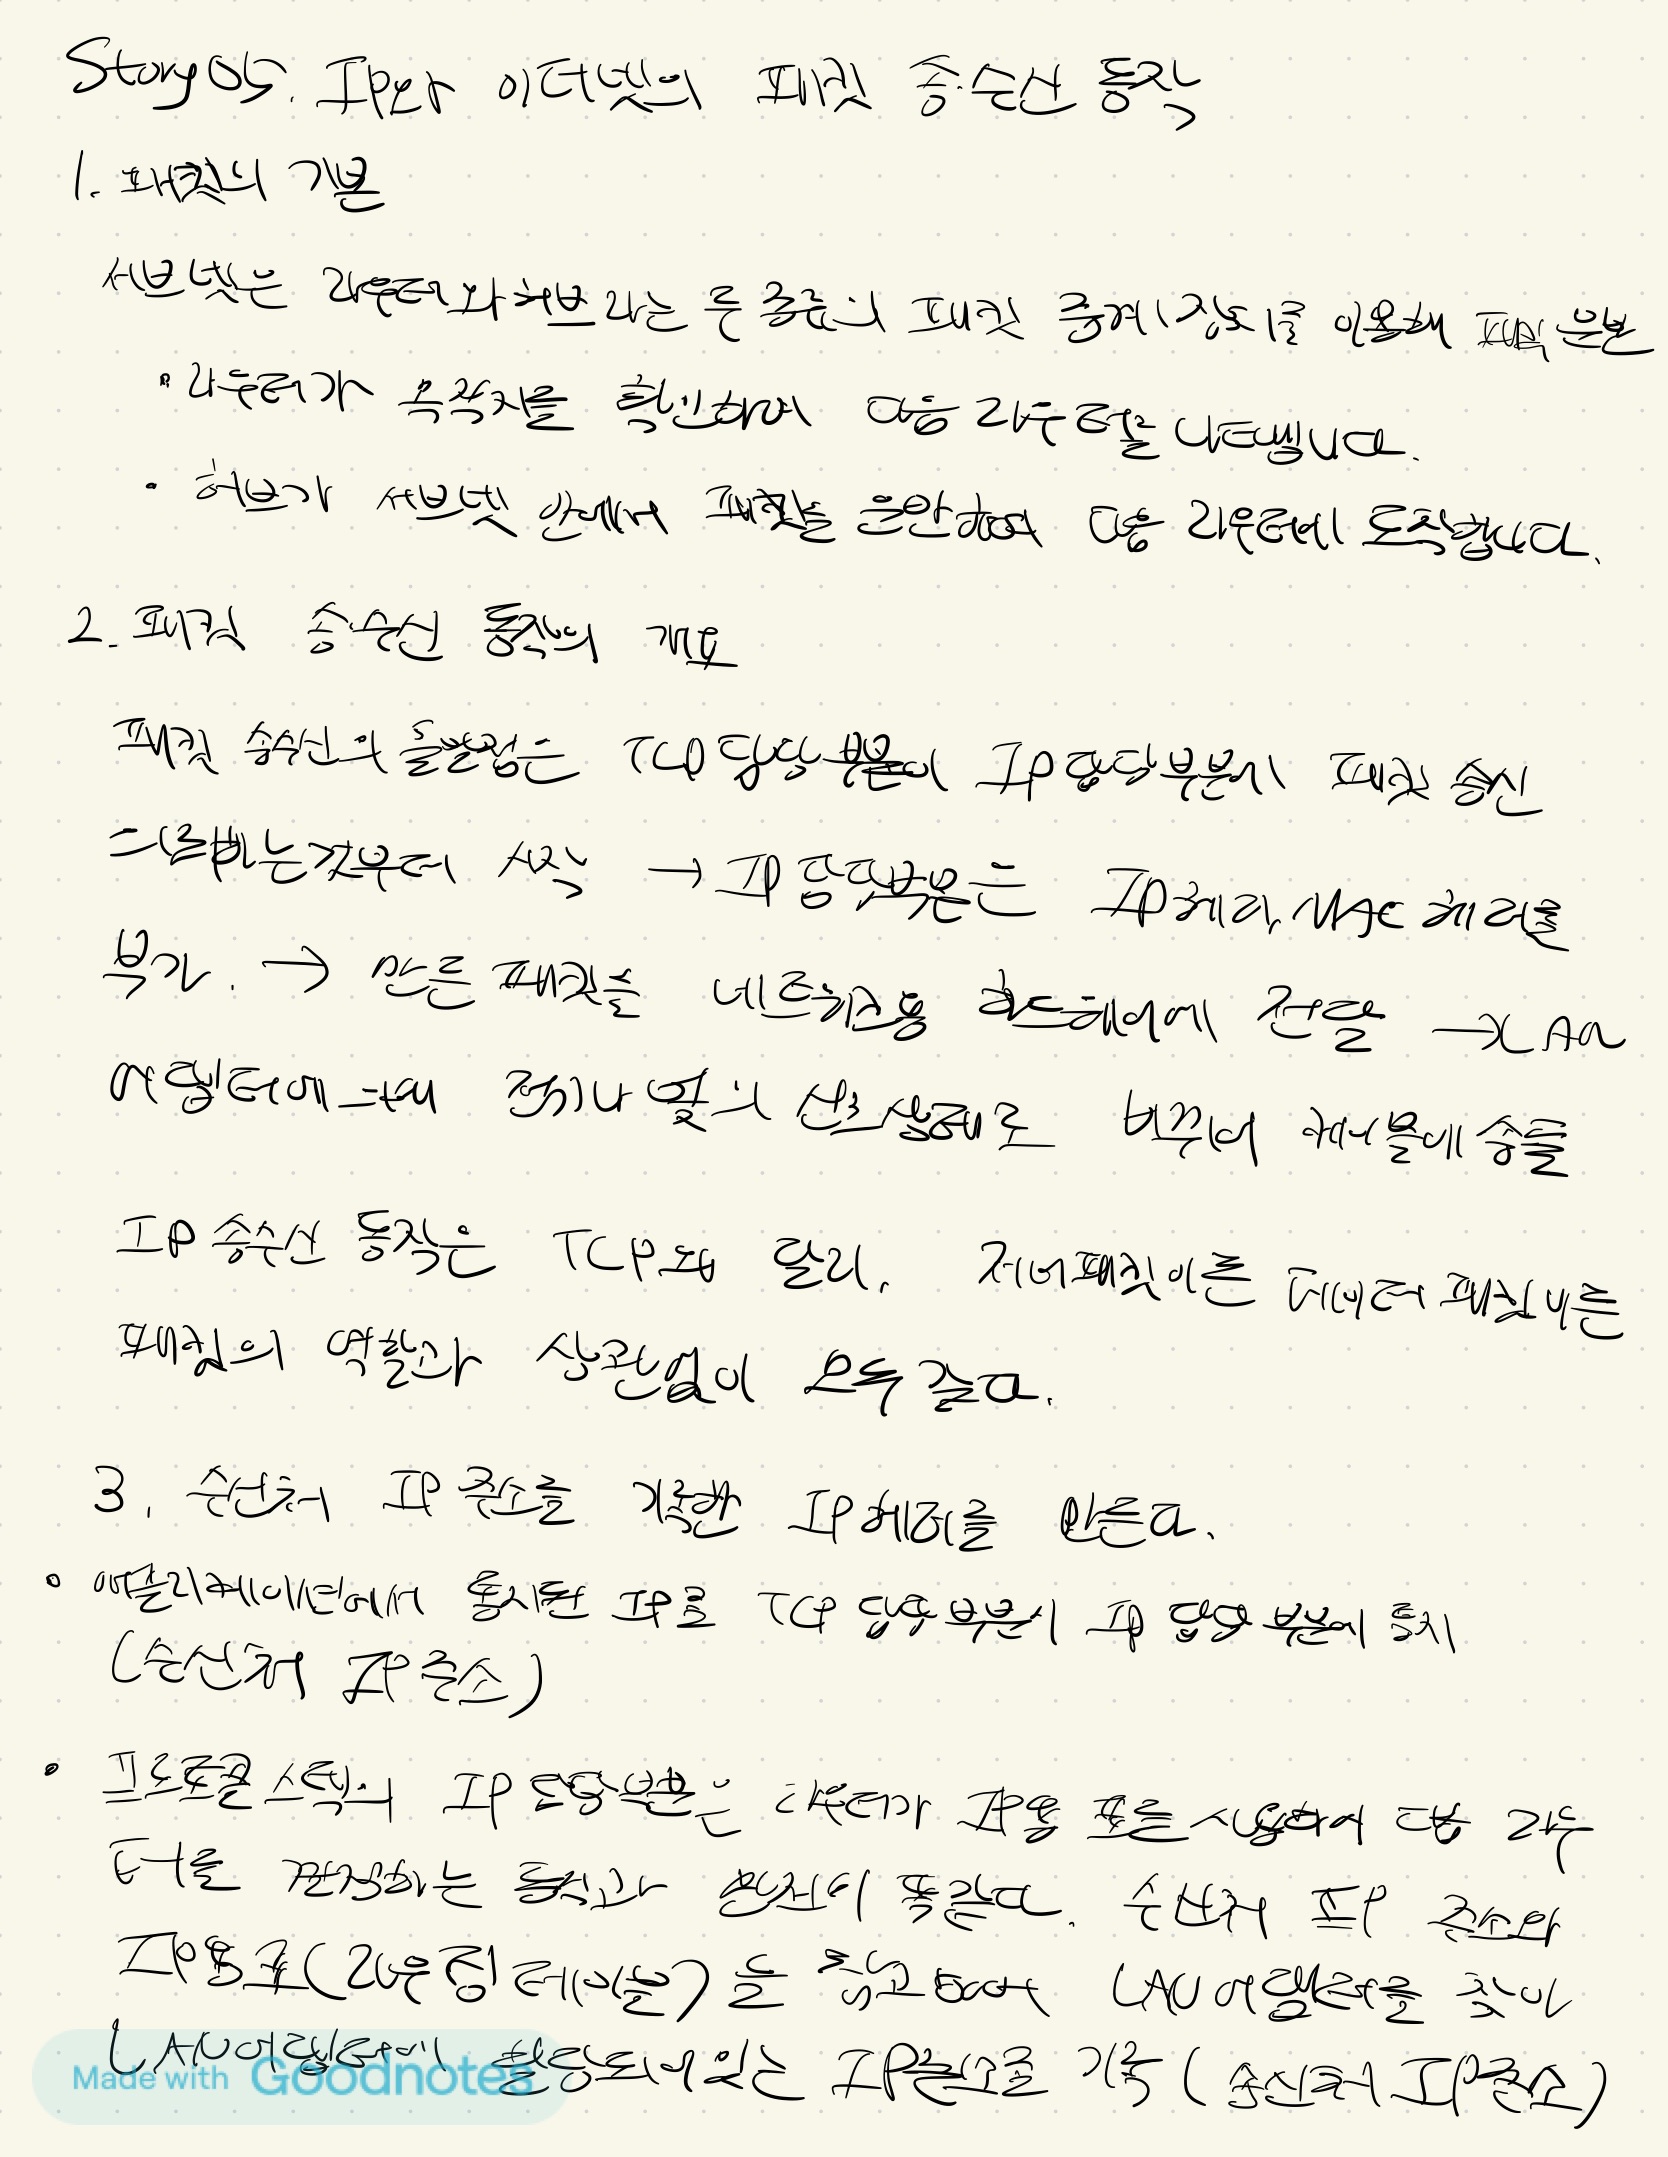 Story 05. IP와 이더넷의 패킷 송·수신 동작
1. 패킷의 기본
서브넷은 라우터와 허브라는 두 종류의 패킷 중계장치를 이용해 패킷 운반
• 라우터가 목적지를 확인하여 다음 라우터를 나타냅니다.
• 허브가 서브넷 안에서 패킷을 운반하여 다음 라우터에 도착합니다.
2. 패킷 송·수신 동작의 개요
패킷 송수신의 출발점은 TCP 담당 부분이 IP 담당 부분에 패킷 송신
의뢰하는것부터 시작 → IP 담당부분은 IP헤더, MAC 헤더를
부가. → 만든 패킷을 네트워크용 하드웨어에 전달 → LAN
어댑터에 의해 전기나 빛의 신호상태로 바뀌어 케이블에 송출
IP 송수신 동작은 TCP와 달리, 제어패킷이든 데이터 패킷이든
패킷의 역할과 상관없이 모두 같다.
3. 수신처 IP 주소를 기록한 IP헤더를 만든다.
• 애플리케이션에서 통지된 IP를 TCP 담당 부분이 IP 담당 부분에 통지
(수신처 IP 주소)
• 프로토콜 스택의 IP 담당부분은 라우터가 IP용 표를 사용하여 다음 라우
터를 판정하는 동작과 완전히 똑같다. 수신처 IP 주소와
IP용 표(라우팅 테이블)을 참고하여 LAN 어댑터를 찾아
LAN어댑터에 할당되어있는 IP주소를 기록 (송신처 IP주소)
Made with Goodnotes